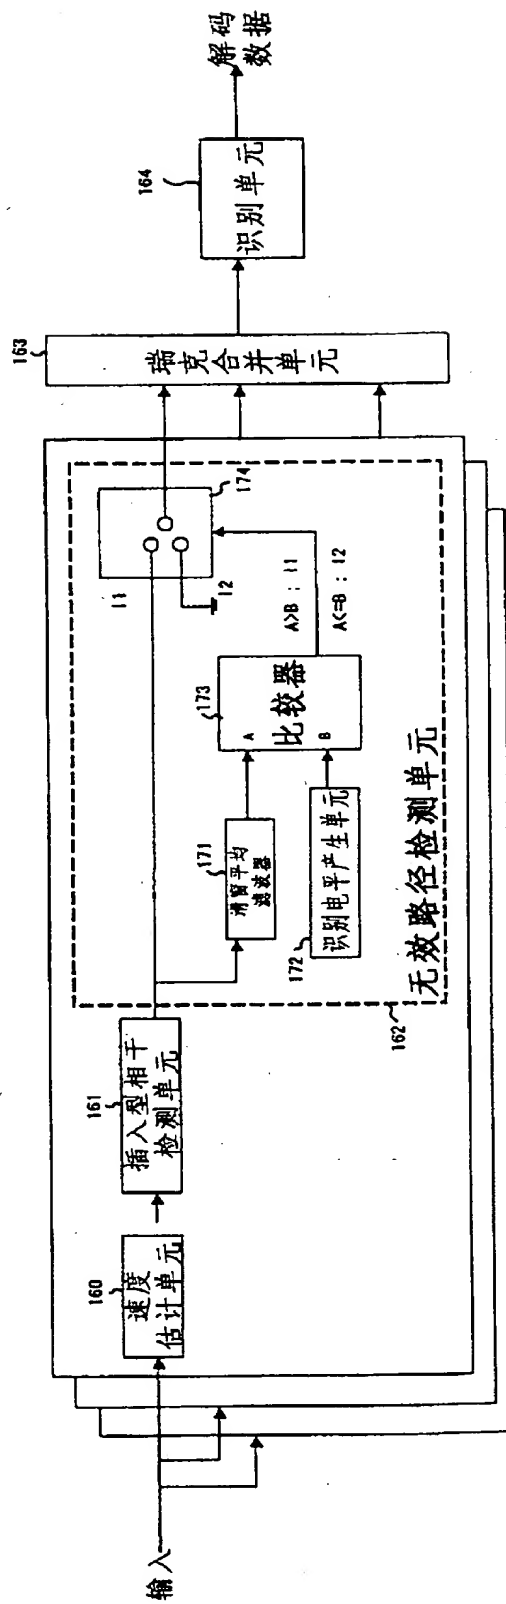 输入
160
速度
估计单元
161
插入型相干
检测单元
162
无效路径检测单元
171
滑窗平均
滤波器
172
识别电平产生单元
173
A
比较器
B
A>B : I1
A<=B : I2
I1
I2
174
163
瑞克合并单元
164
识别单元
解码
数据